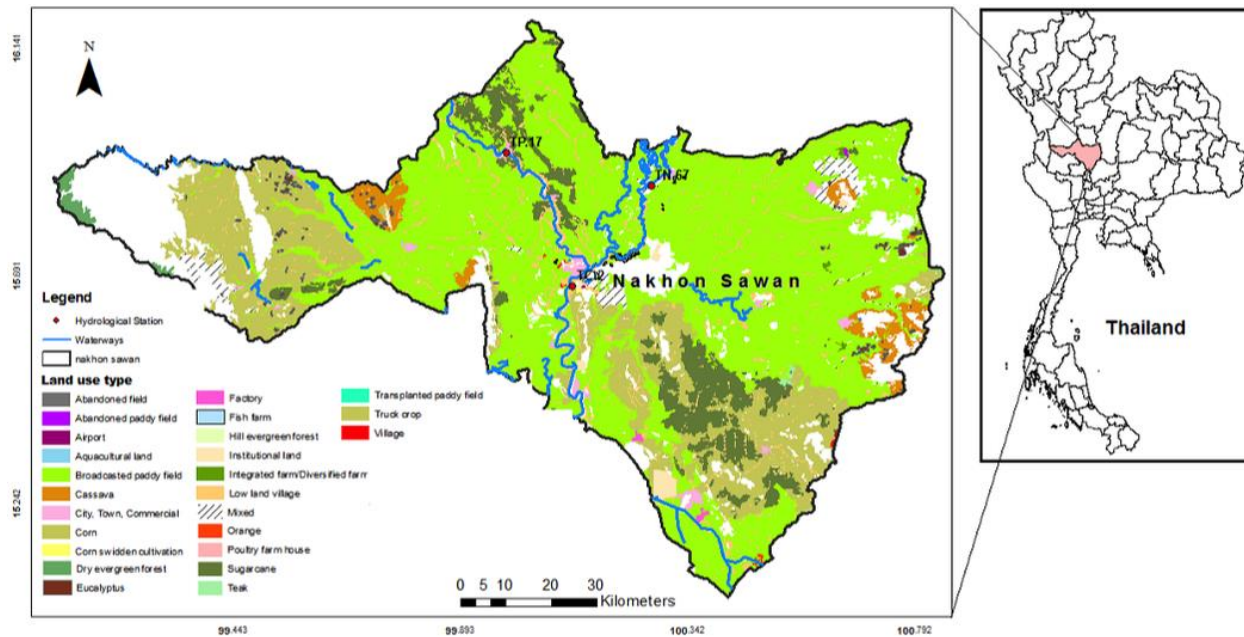 16.141
15.691
15.242
N
TP.17
TN.67
TC.12
Nakhon Sawan
Legend
Hydrological Station
Waterways
nakhon sawan
Land use type
Abandoned field
Abandoned paddy field
Airport
Aquacultural land
Broadcasted paddy field
Cassava
City, Town, Commercial
Corn
Corn swidden cultivation
Dry evergreen forest
Eucalyptus
Factory
Fish farm
Hill evergreen forest
Institutional land
Integrated farm/Diversified farm
Low land village
Mixed
Orange
Poultry farm house
Sugarcane
Teak
Transplanted paddy field
Truck crop
Village
0 5 10 20 30
Kilometers
99.443
99.893
100.342
100.792
Thailand